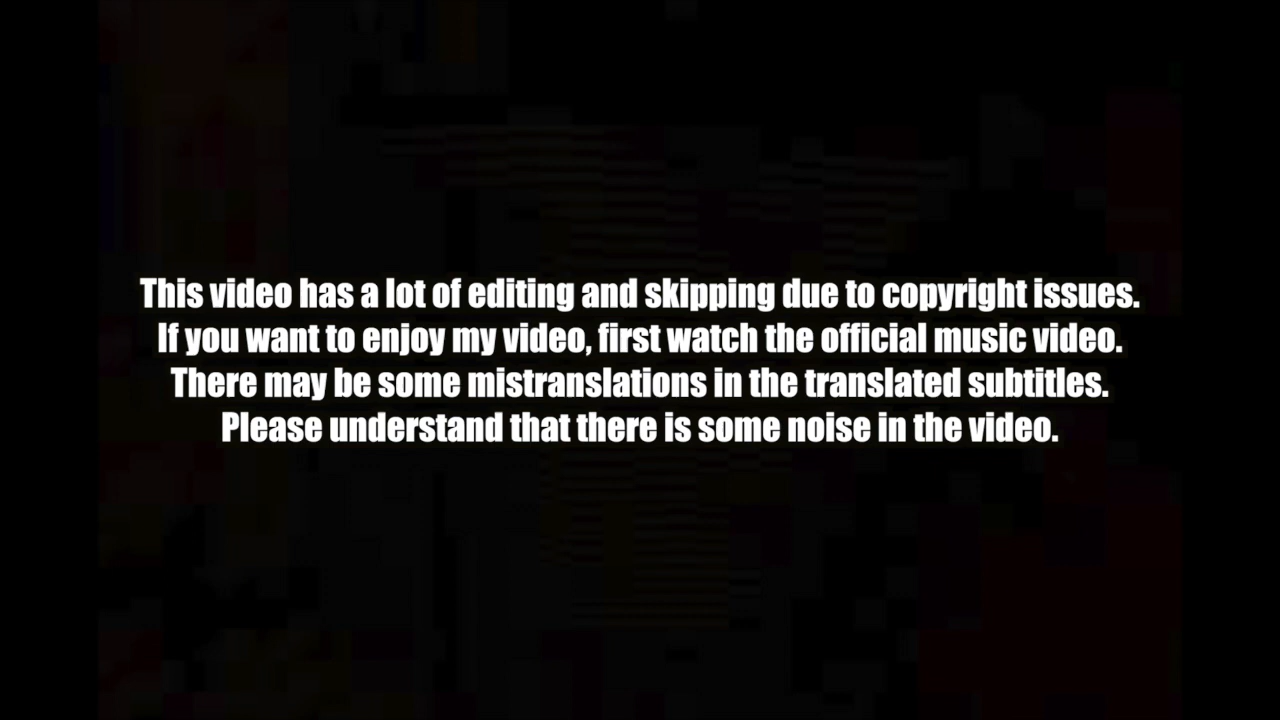 This video has a lot of editing and skipping due to copyright issues.
If you want to enjoy my video, first watch the official music video.
There may be some mistranslations in the translated subtitles.
Please understand that there is some noise in the video.